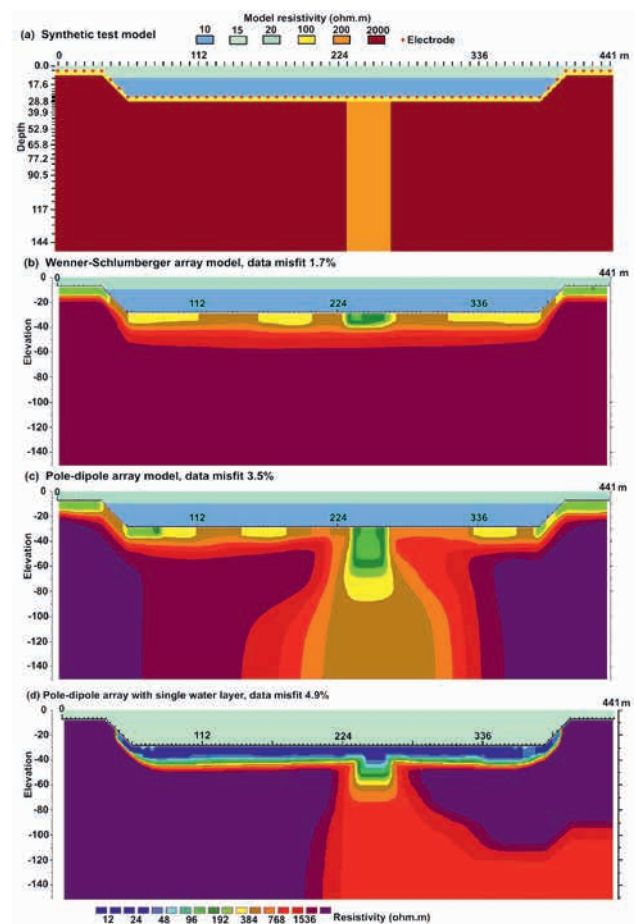 Model resistivity (ohm.m)
10 15 20 100 200 2000 Electrode
(a) Synthetic test model
0 112 224 336 441 m
0.0
17.6
28.8
39.9
52.9
65.8
77.2
90.5
117
144
Depth
(b) Wenner-Schlumberger array model, data misfit 1.7%
0 441 m
0
-20
-40
-60
-80
-100
-120
-140
Elevation
112 224 336
(c) Pole-dipole array model, data misfit 3.5%
0 441 m
0
-20
-40
-60
-80
-100
-120
-140
Elevation
112 224 336
(d) Pole-dipole array with single water layer, data misfit 4.9%
0 441 m
0
-20
-40
-60
-80
-100
-120
-140
Elevation
112 224 336
12 24 48 96 192 384 768 1536 Resistivity (ohm.m)